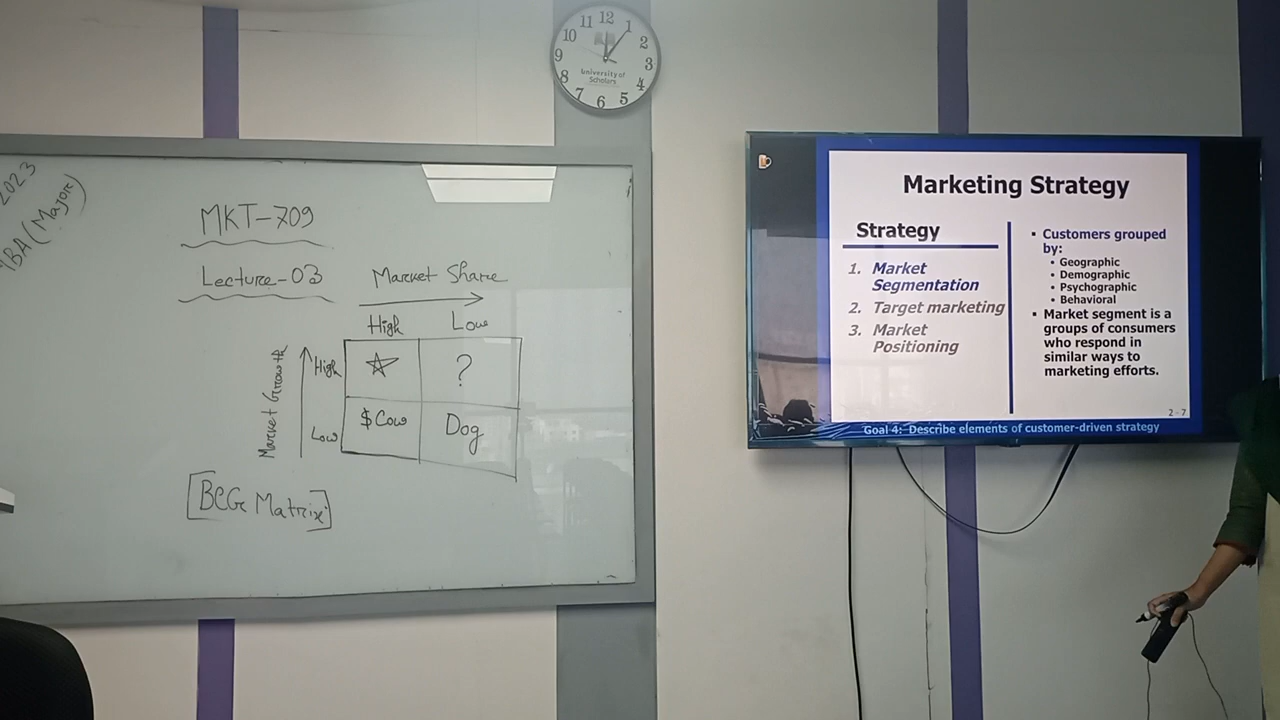 2023
MBA (Major)
MKT-709
Lecture-03
Market Share
High Low
Market Growth
High
?
Low
$ Cow
Dog
[BCG Matrix]
11 12 1
10 2
9 3
8 4
7 6 5
University of
Scholars
Marketing Strategy
Strategy
1. Market
Segmentation
2. Target marketing
3. Market
Positioning
▪ Customers grouped
by:
• Geographic
• Demographic
• Psychographic
• Behavioral
▪ Market segment is a
groups of consumers
who respond in
similar ways to
marketing efforts.
2 - 7
Goal 4: Describe elements of customer-driven strategy